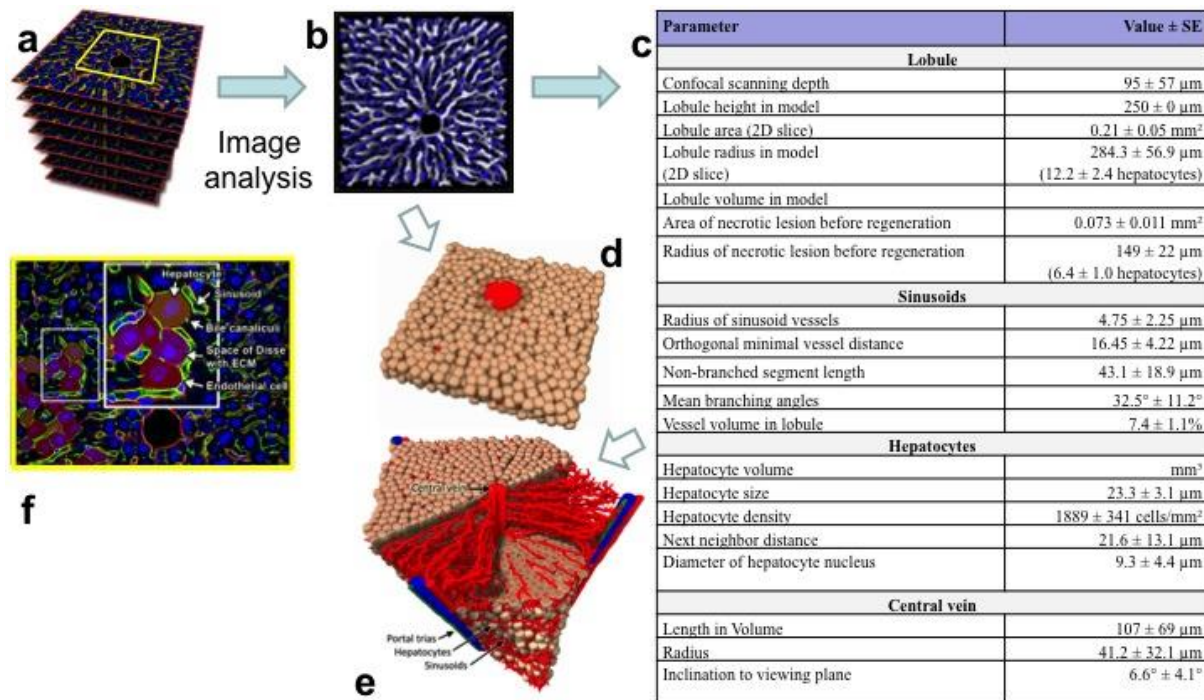 a
b
c
Image
analysis
Parameter Value ± SE
Lobule
Confocal scanning depth 95 ± 57 µm
Lobule height in model 250 ± 0 µm
Lobule area (2D slice) 0.21 ± 0.05 mm²
Lobule radius in model 284.3 ± 56.9 µm
(2D slice) (12.2 ± 2.4 hepatocytes)
Lobule volume in model
Area of necrotic lesion before regeneration 0.073 ± 0.011 mm²
Radius of necrotic lesion before regeneration 149 ± 22 µm
(6.4 ± 1.0 hepatocytes)
Sinusoids
Radius of sinusoid vessels 4.75 ± 2.25 µm
Orthogonal minimal vessel distance 16.45 ± 4.22 µm
Non-branched segment length 43.1 ± 18.9 µm
Mean branching angles 32.5° ± 11.2°
Vessel volume in lobule 7.4 ± 1.1%
Hepatocytes
Hepatocyte volume mm³
Hepatocyte size 23.3 ± 3.1 µm
Hepatocyte density 1889 ± 341 cells/mm²
Next neighbor distance 21.6 ± 13.1 µm
Diameter of hepatocyte nucleus 9.3 ± 4.4 µm
Central vein
Length in Volume 107 ± 69 µm
Radius 41.2 ± 32.1 µm
Inclination to viewing plane 6.6° ± 4.1°
d
Hepatocyte
Sinusoid
Bile canaliculi
Space of Disse
with ECM
Endothelial cell
f
Central vein
Portal trias
Hepatocytes
Sinusoids
e